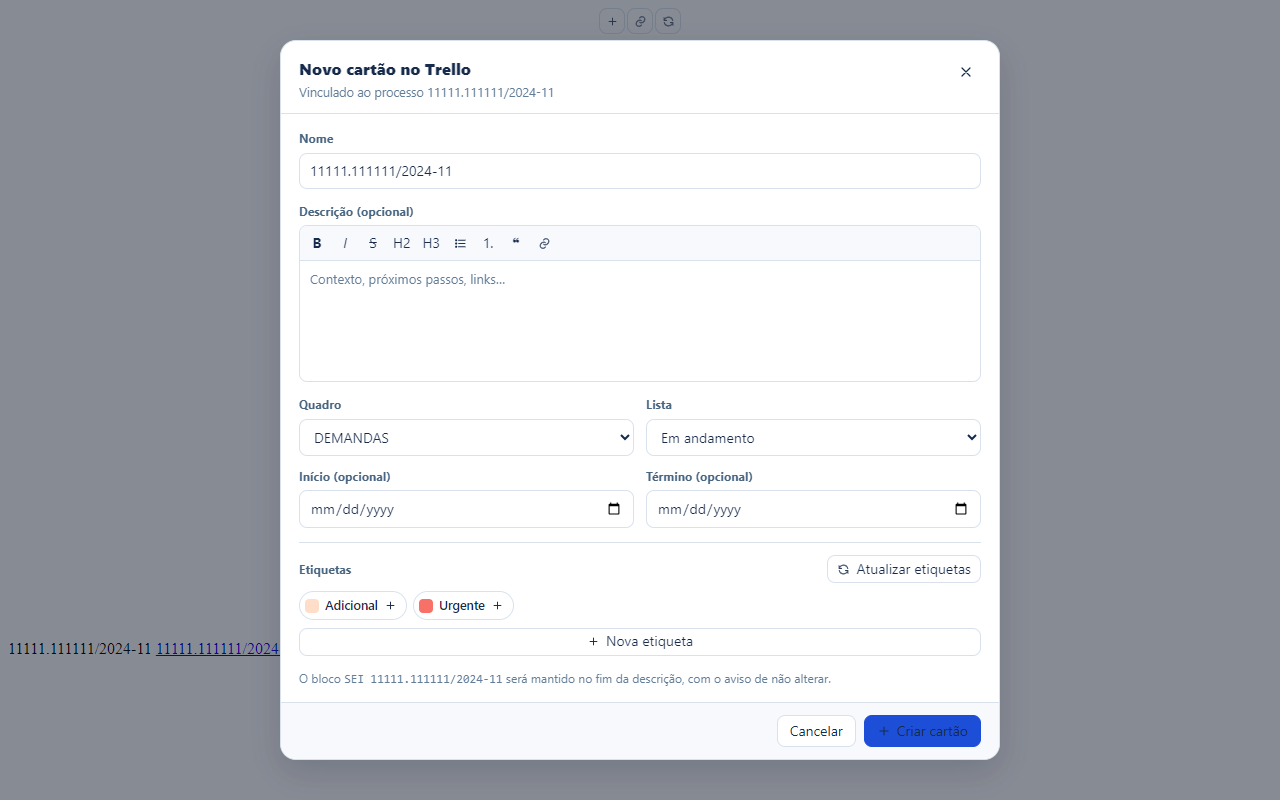 Novo cartão no Trello
Vinculado ao processo 11111.111111/2024-11
Nome
11111.111111/2024-11
Descrição (opcional)
B I S H2 H3 1. ❝
Contexto, próximos passos, links...
Quadro Lista
DEMANDAS Em andamento
Início (opcional) Término (opcional)
mm/dd/yyyy mm/dd/yyyy
Etiquetas Atualizar etiquetas
Adicional + Urgente +
+ Nova etiqueta
11111.111111/2024-11 11111.111111/2024
O bloco SEI 11111.111111/2024-11 será mantido no fim da descrição, com o aviso de não alterar.
Cancelar + Criar cartão